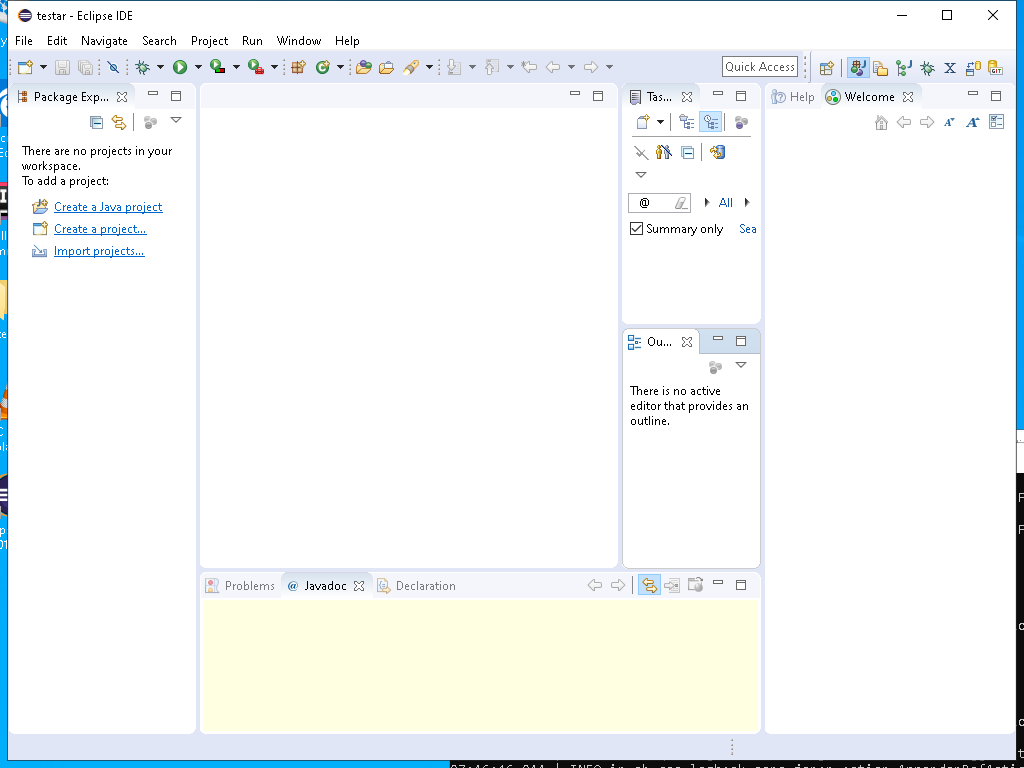 testar - Eclipse IDE
File Edit Navigate Search Project Run Window Help
Quick Access
Package Exp...
Tas...
Help
Welcome
There are no projects in your
workspace.
To add a project:
Create a Java project
Create a project...
Import projects...
@
All
Summary only
Sea
Ou...
There is no active
editor that provides an
outline.
Problems
@ Javadoc
Declaration